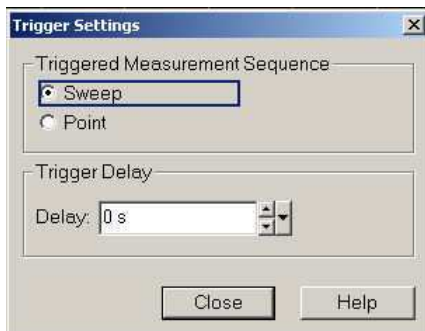 Trigger Settings
Triggered Measurement Sequence
Sweep
Point
Trigger Delay
Delay: 0 s
Close Help